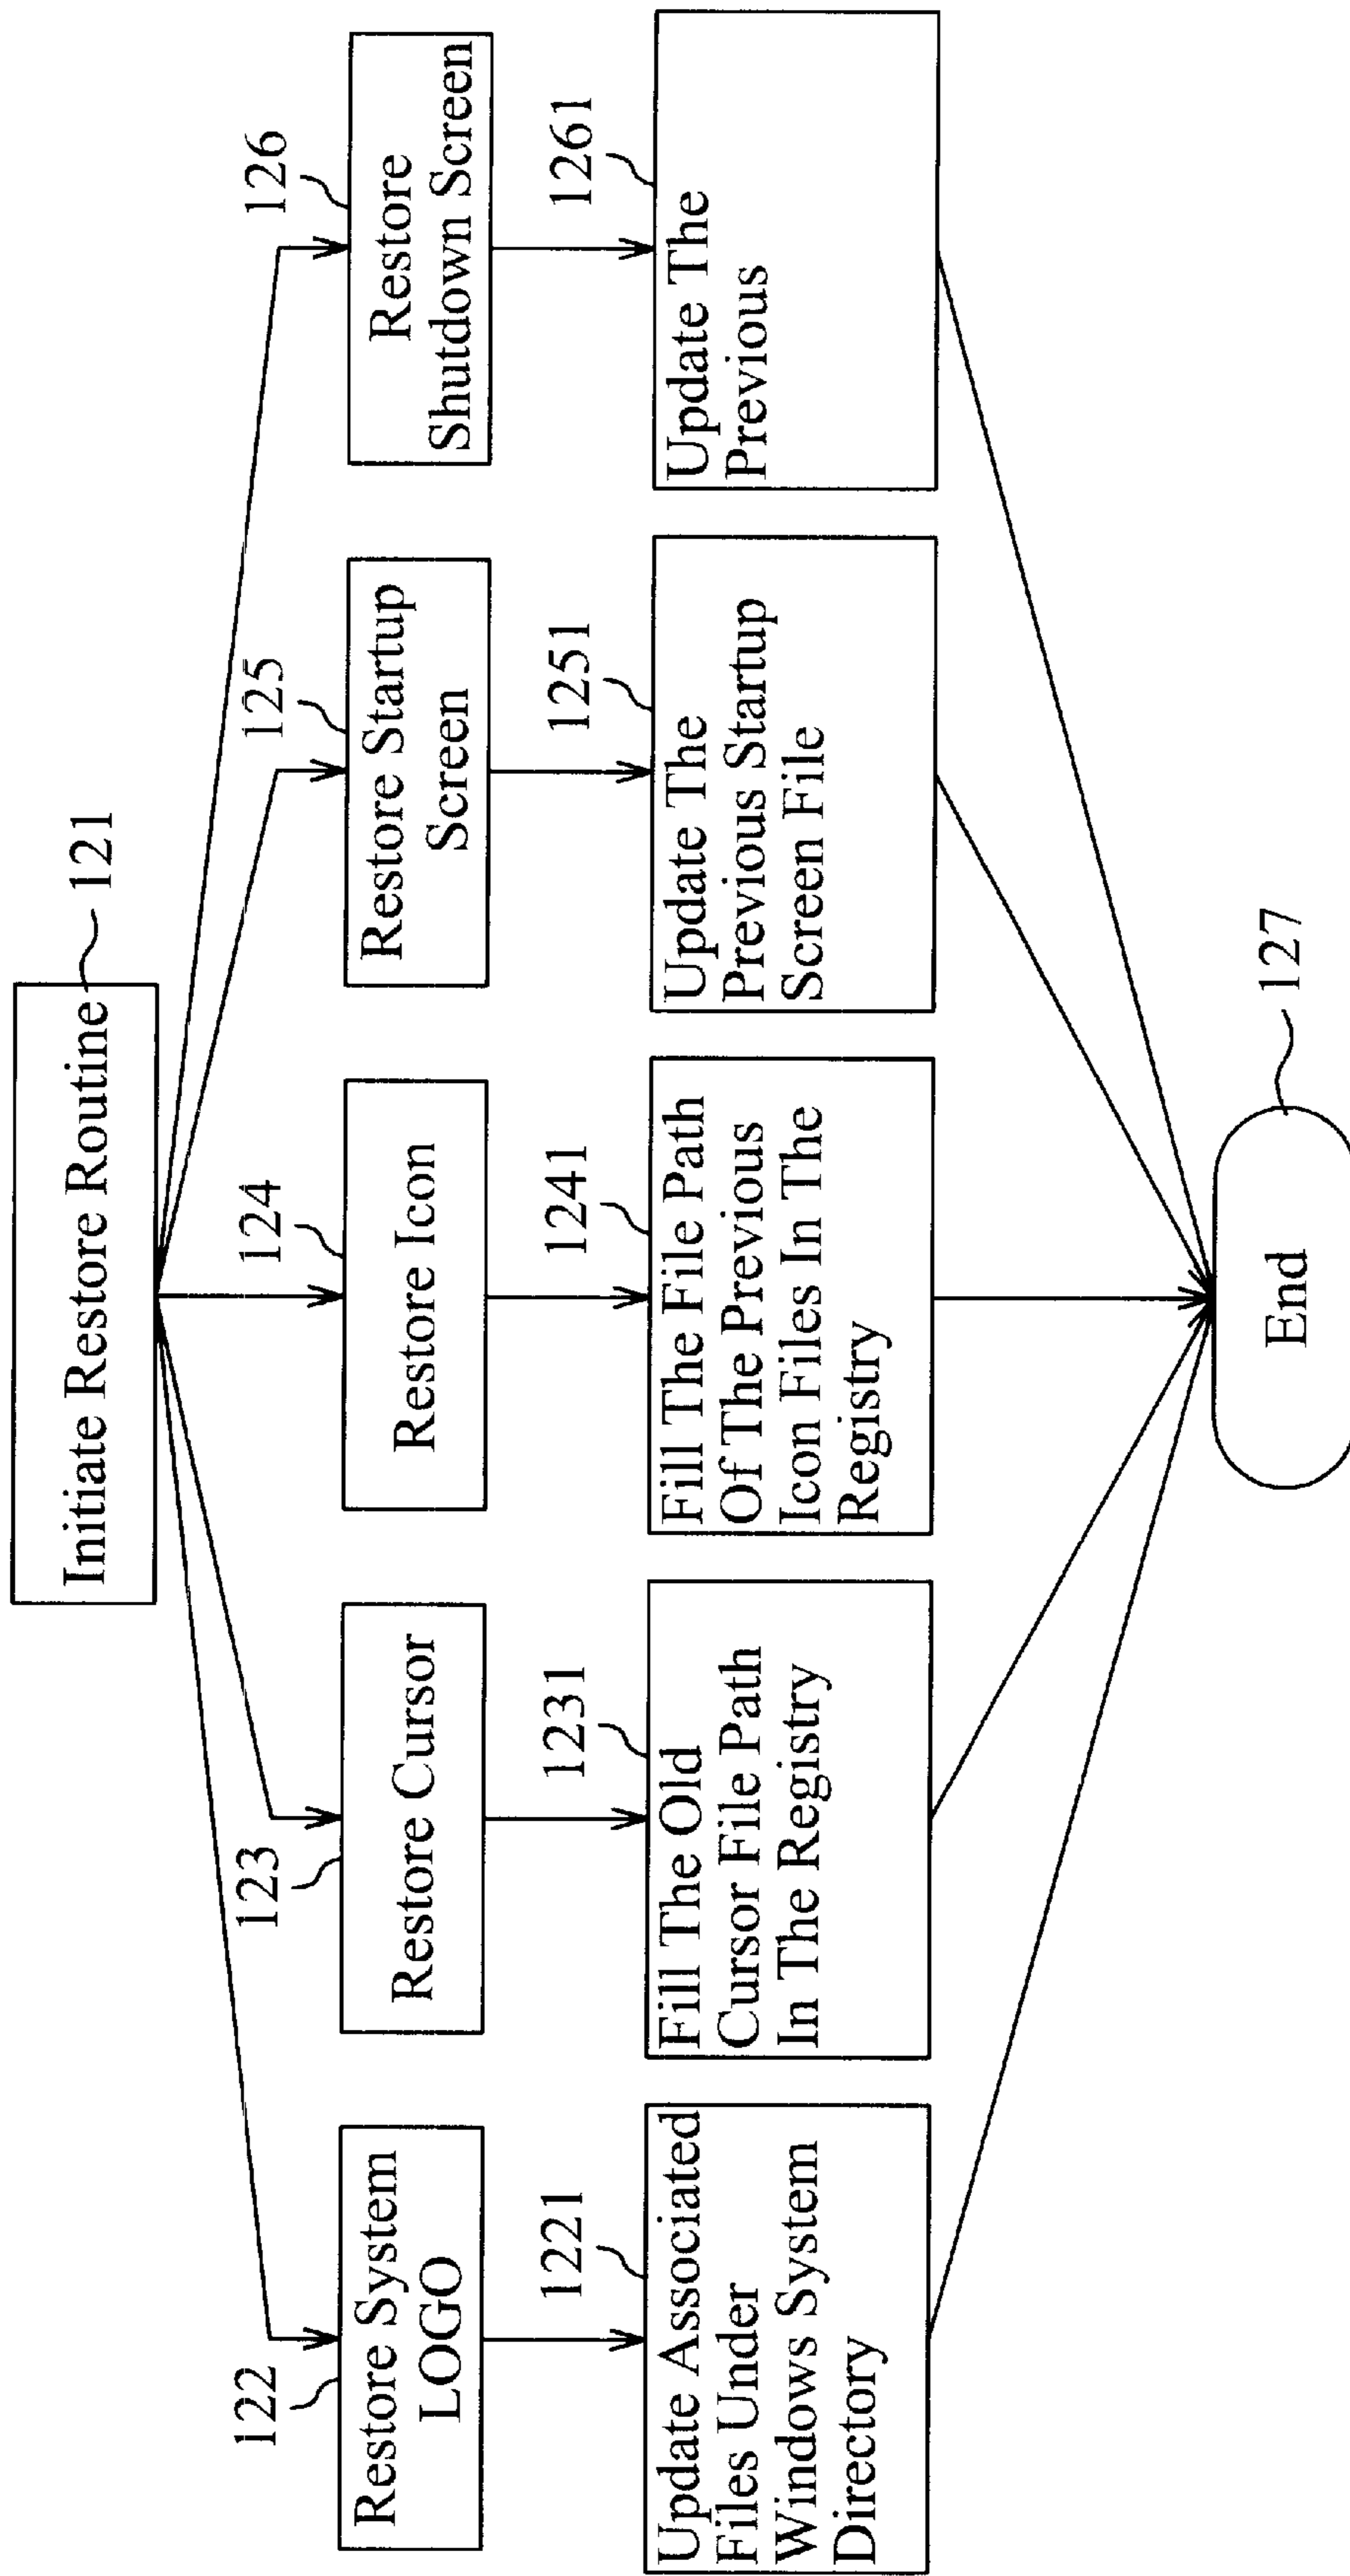 Initiate Restore Routine
121
122
Restore System
LOGO
123
Restore Cursor
124
Restore Icon
125
Restore Startup
Screen
126
Restore
Shutdown Screen
1221
Update Associated
Files Under
Windows System
Directory
1231
Fill The Old
Cursor File Path
In The Registry
1241
Fill The File Path
Of The Previous
Icon Files In The
Registry
1251
Update The
Previous Startup
Screen File
1261
Update The
Previous
End
127